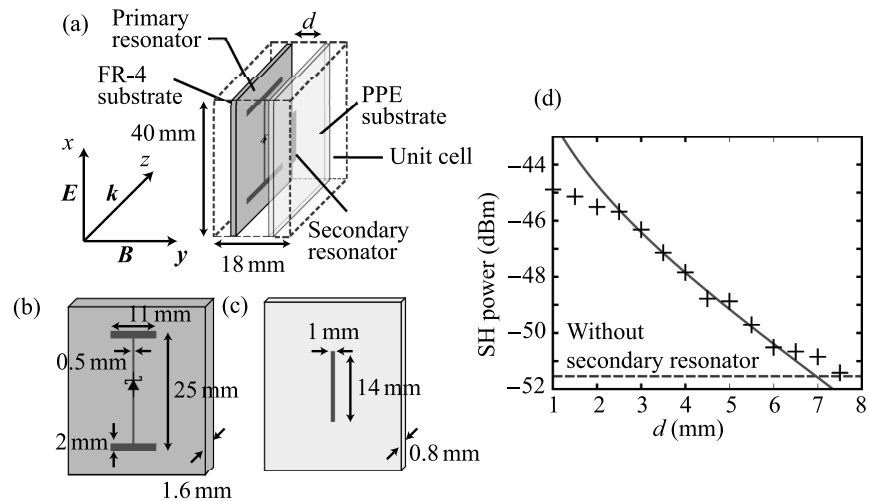 (a)
Primary
resonator
d
FR-4
substrate
PPE
substrate
40 mm
Unit cell
x
z
E
k
B
y
Secondary
resonator
18 mm
(b)
11 mm
0.5 mm
25 mm
2 mm
1.6 mm
(c)
1 mm
14 mm
0.8 mm
(d)
SH power (dBm)
−44
−46
−48
−50
−52
Without
secondary resonator
1 2 3 4 5 6 7 8
d (mm)